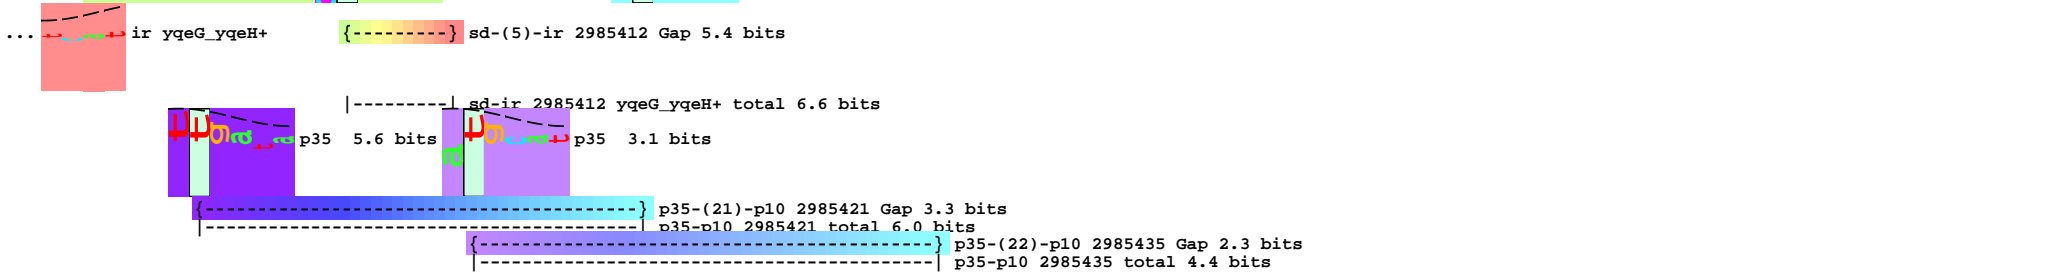 ... ir yqeG_yqeH+ {---------} sd-(5)-ir 2985412 Gap 5.4 bits
|---------| sd-ir 2985412 yqeG_yqeH+ total 6.6 bits
p35 5.6 bits p35 3.1 bits
{-----------------------------------------} p35-(21)-p10 2985421 Gap 3.3 bits
|-----------------------------------------| p35-p10 2985421 total 6.0 bits
{-------------------------------------------} p35-(22)-p10 2985435 Gap 2.3 bits
|-------------------------------------------| p35-p10 2985435 total 4.4 bits